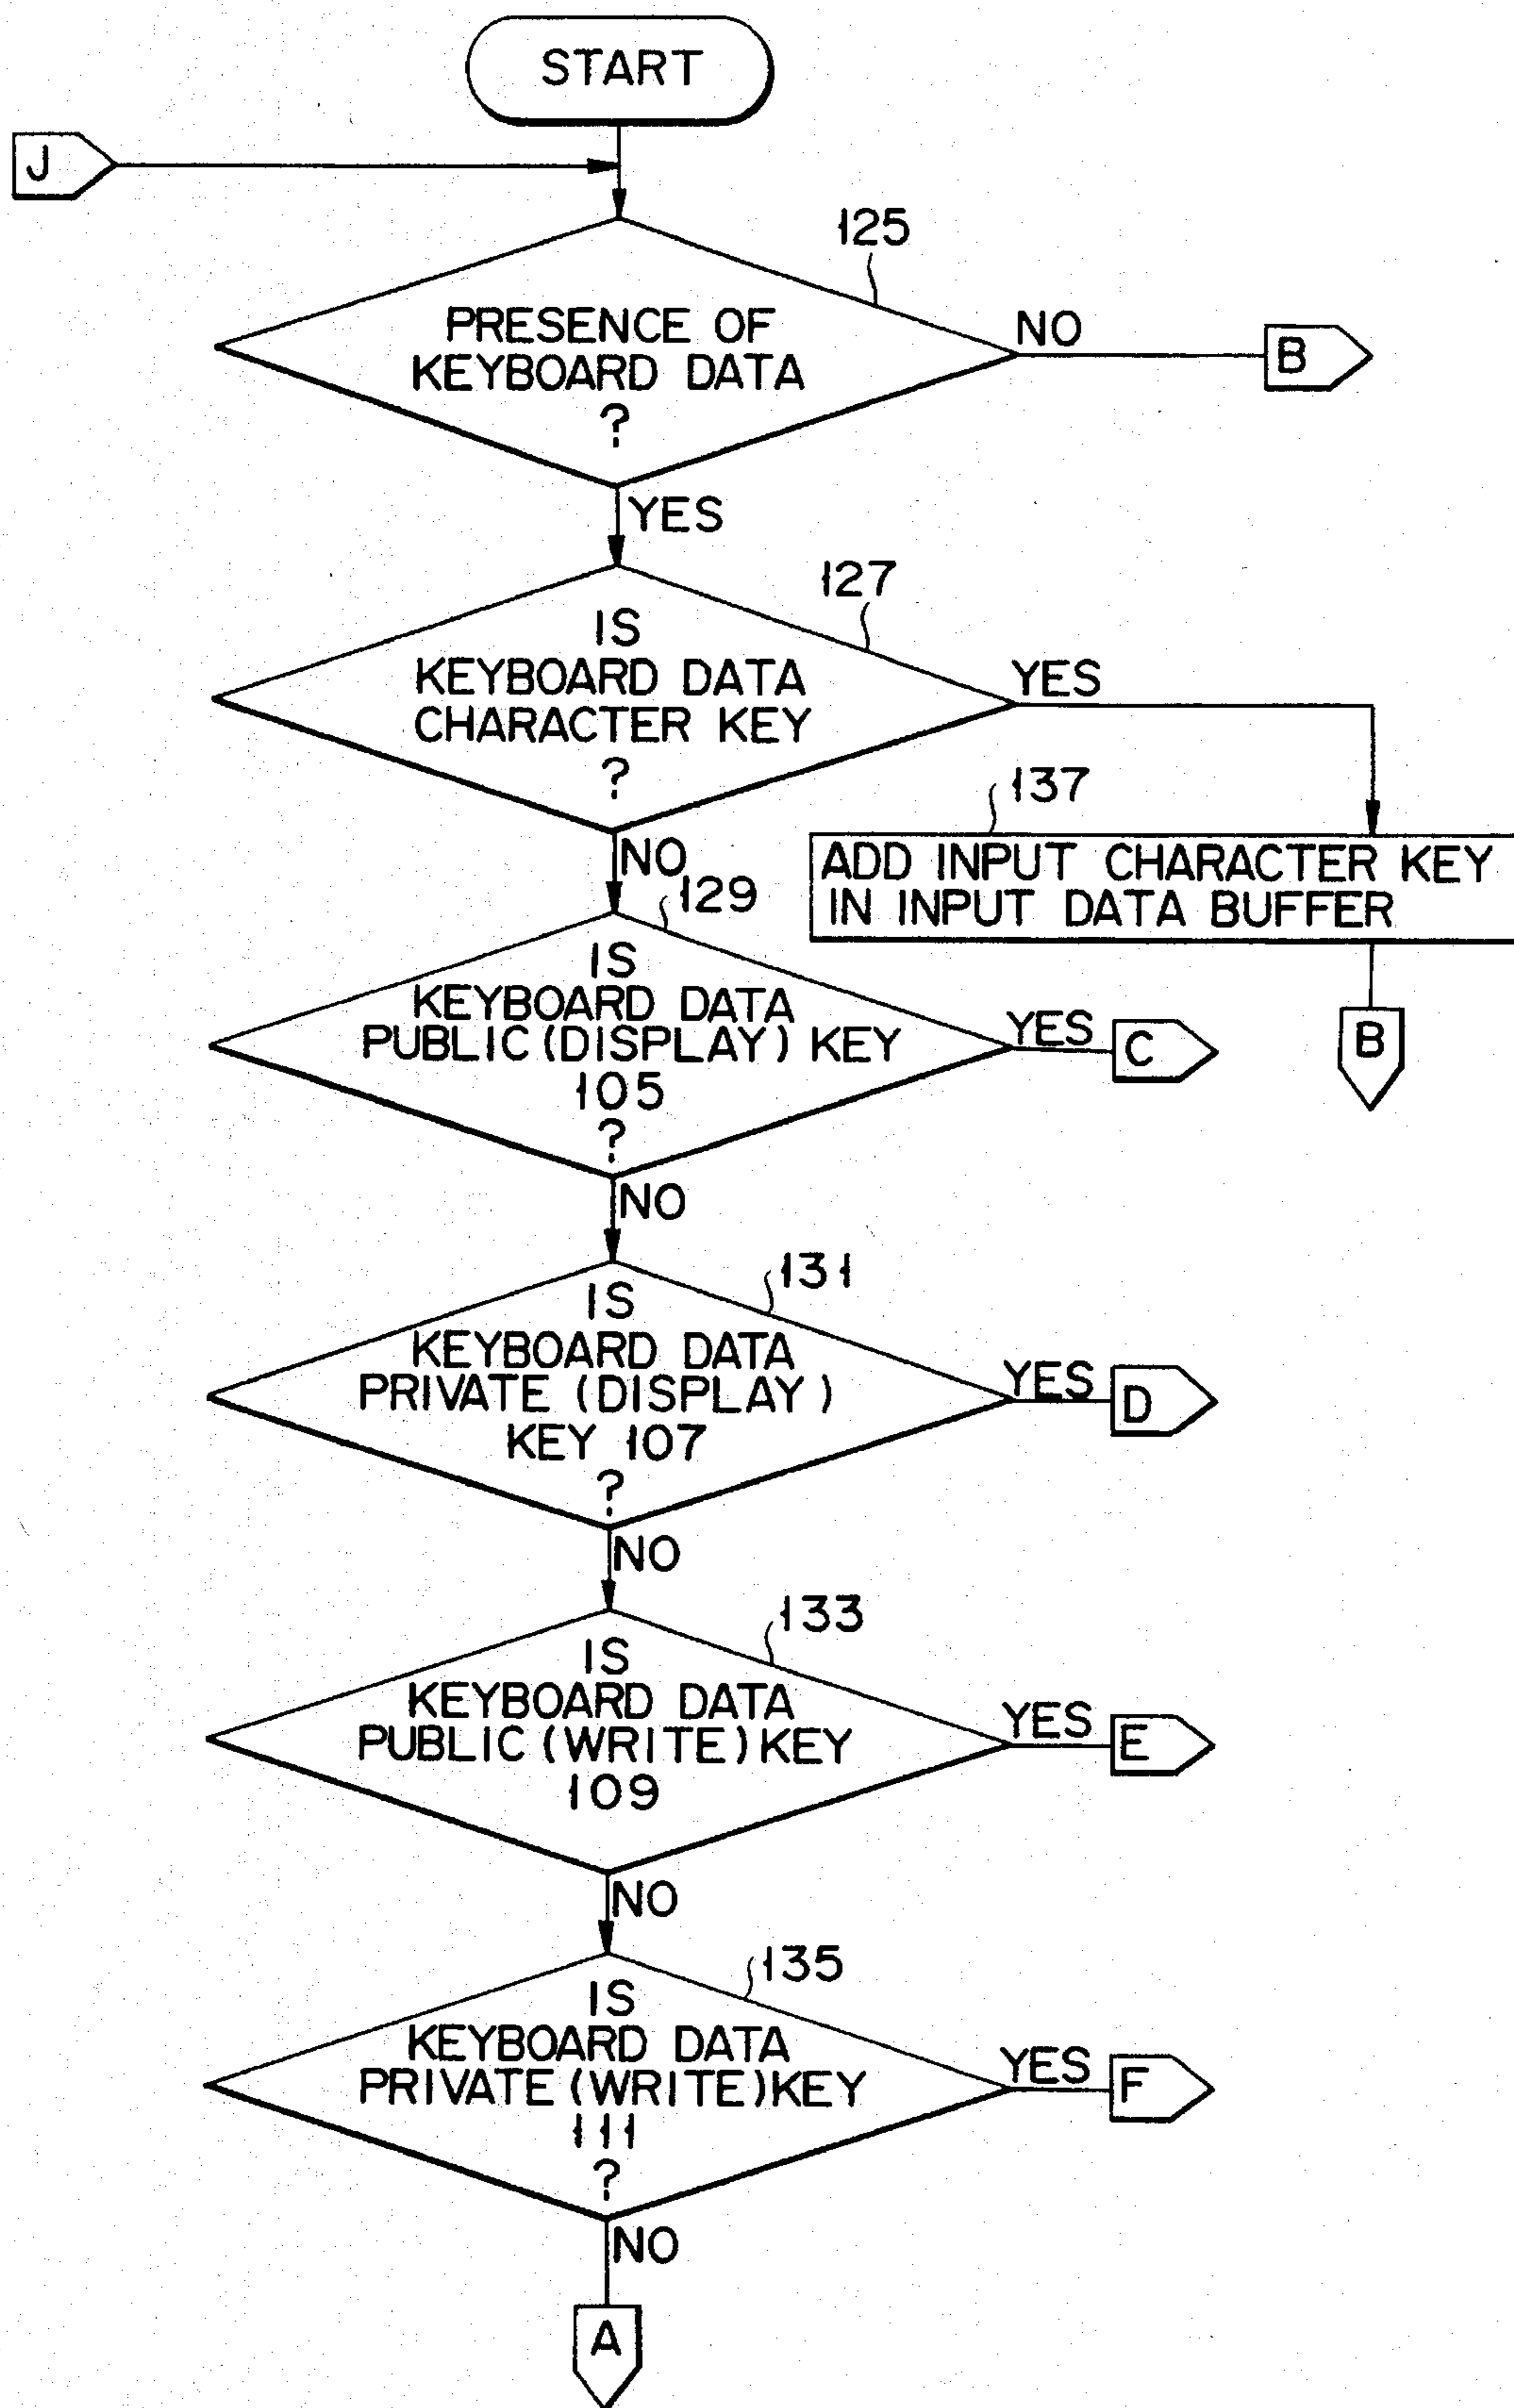 START
J
125
PRESENCE OF
KEYBOARD DATA
?
NO
B
YES
127
IS
KEYBOARD DATA
CHARACTER KEY
?
YES
137
ADD INPUT CHARACTER KEY
IN INPUT DATA BUFFER
B
NO
129
IS
KEYBOARD DATA
PUBLIC (DISPLAY) KEY
105
?
YES
C
NO
131
IS
KEYBOARD DATA
PRIVATE (DISPLAY)
KEY 107
?
YES
D
NO
133
IS
KEYBOARD DATA
PUBLIC (WRITE) KEY
109
YES
E
NO
135
IS
KEYBOARD DATA
PRIVATE (WRITE) KEY
111
?
YES
F
NO
A